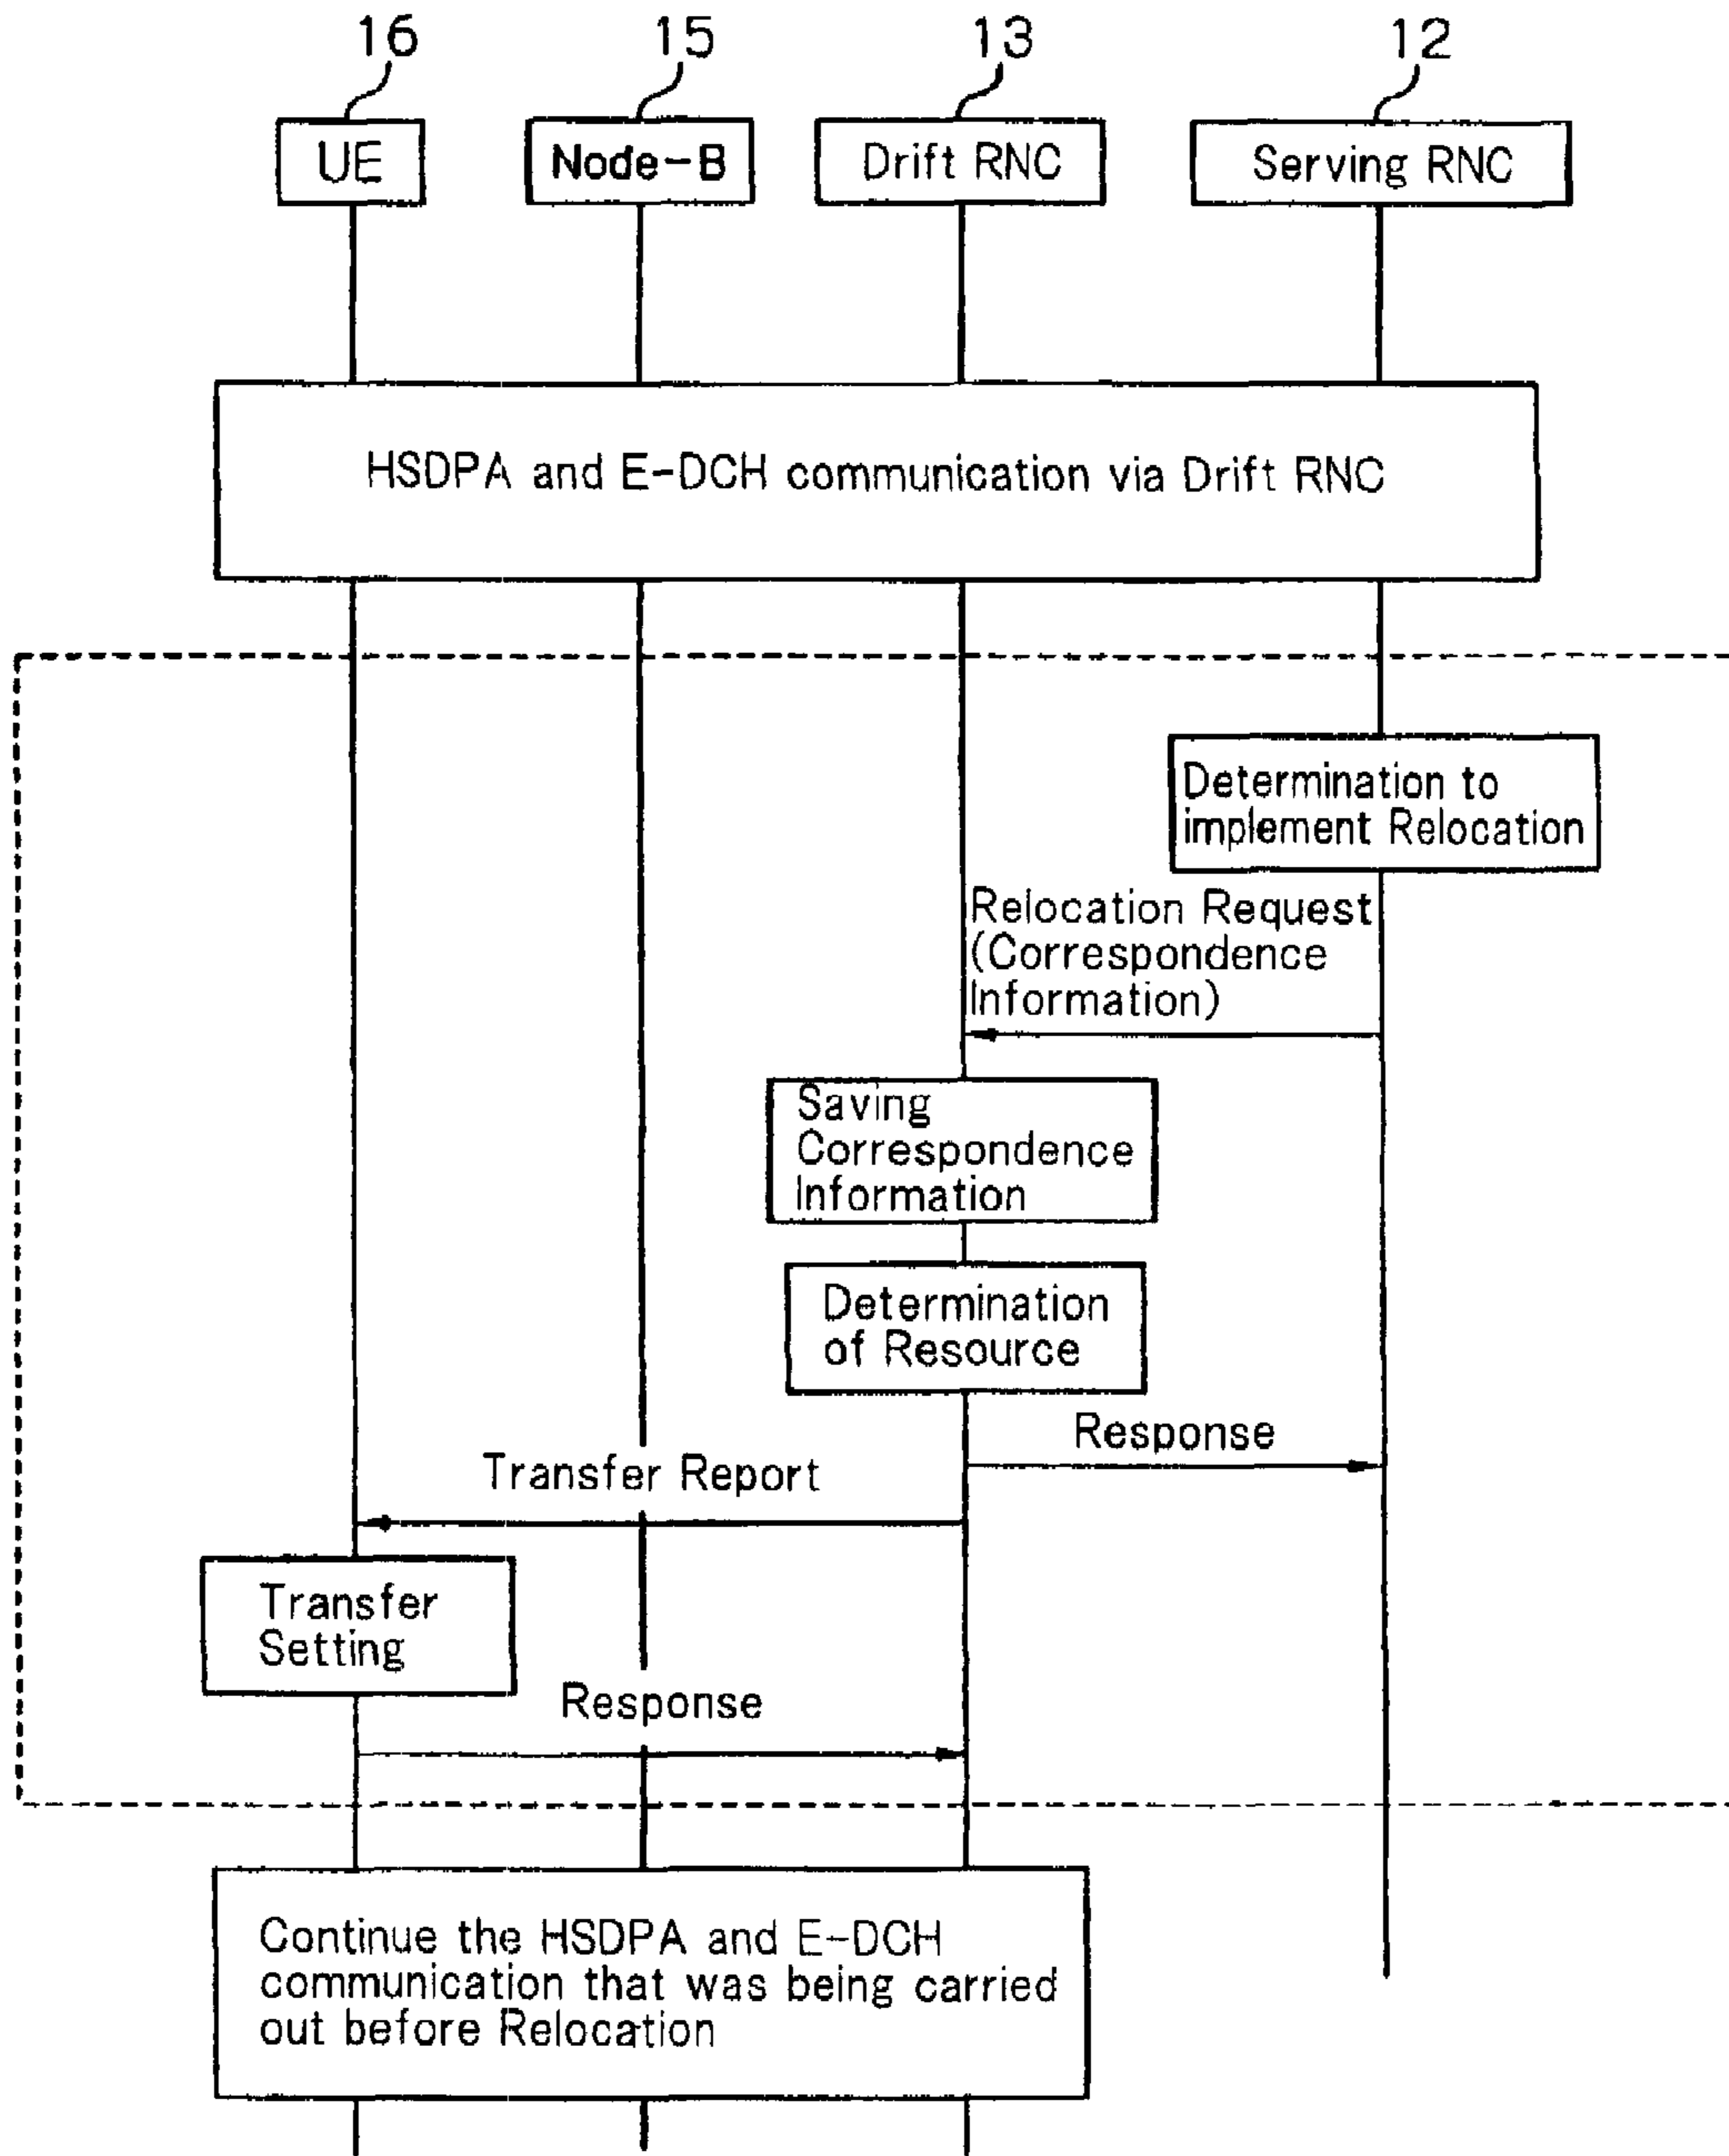 16
15
13
12
UE
Node-B
Drift RNC
Serving RNC
HSDPA and E-DCH communication via Drift RNC
Determination to
implement Relocation
Relocation Request
(Correspondence
Information)
Saving
Correspondence
Information
Determination
of Resource
Response
Transfer Report
Transfer
Setting
Response
Continue the HSDPA and E-DCH
communication that was being carried
out before Relocation